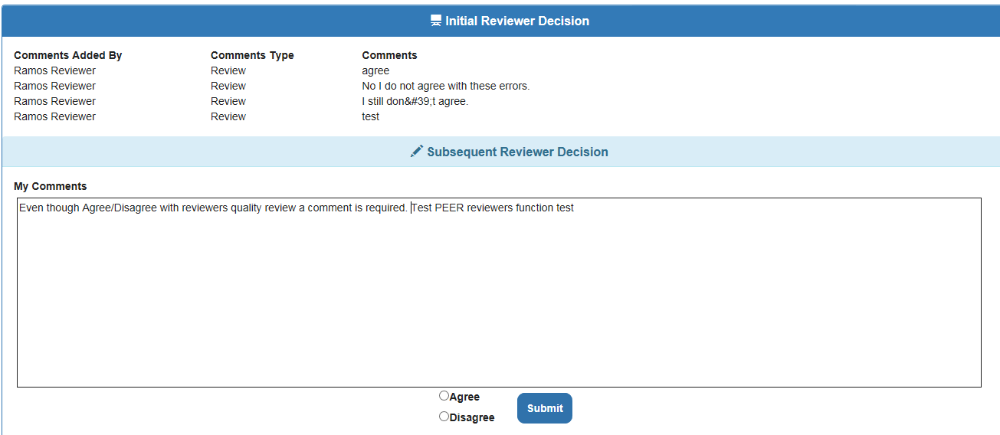 Initial Reviewer Decision
Comments Added By Comments Type Comments
Ramos Reviewer Review agree
Ramos Reviewer Review No I do not agree with these errors.
Ramos Reviewer Review I still don&#39;t agree.
Ramos Reviewer Review test
Subsequent Reviewer Decision
My Comments
Even though Agree/Disagree with reviewers quality review a comment is required. Test PEER reviewers function test
Agree
Submit
Disagree